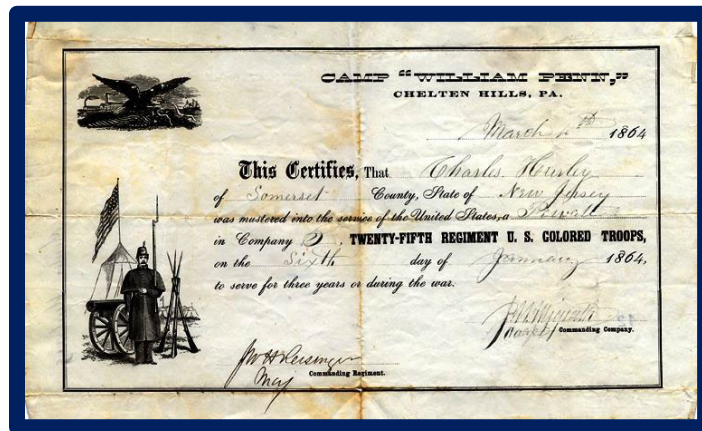 CAMP "WILLIAM PENN,"
CHELTEN HILLS, PA.
March 1864
This Certifies, That Charles Hurley
of Somerset County, State of New Jersey
was mustered into the service of the United States, a Private
in Company D, TWENTY-FIFTH REGIMENT U. S. COLORED TROOPS,
on the Sixth day of January 1864,
to serve for three years or during the war.
Commanding Company.
Commanding Regiment.
Maj